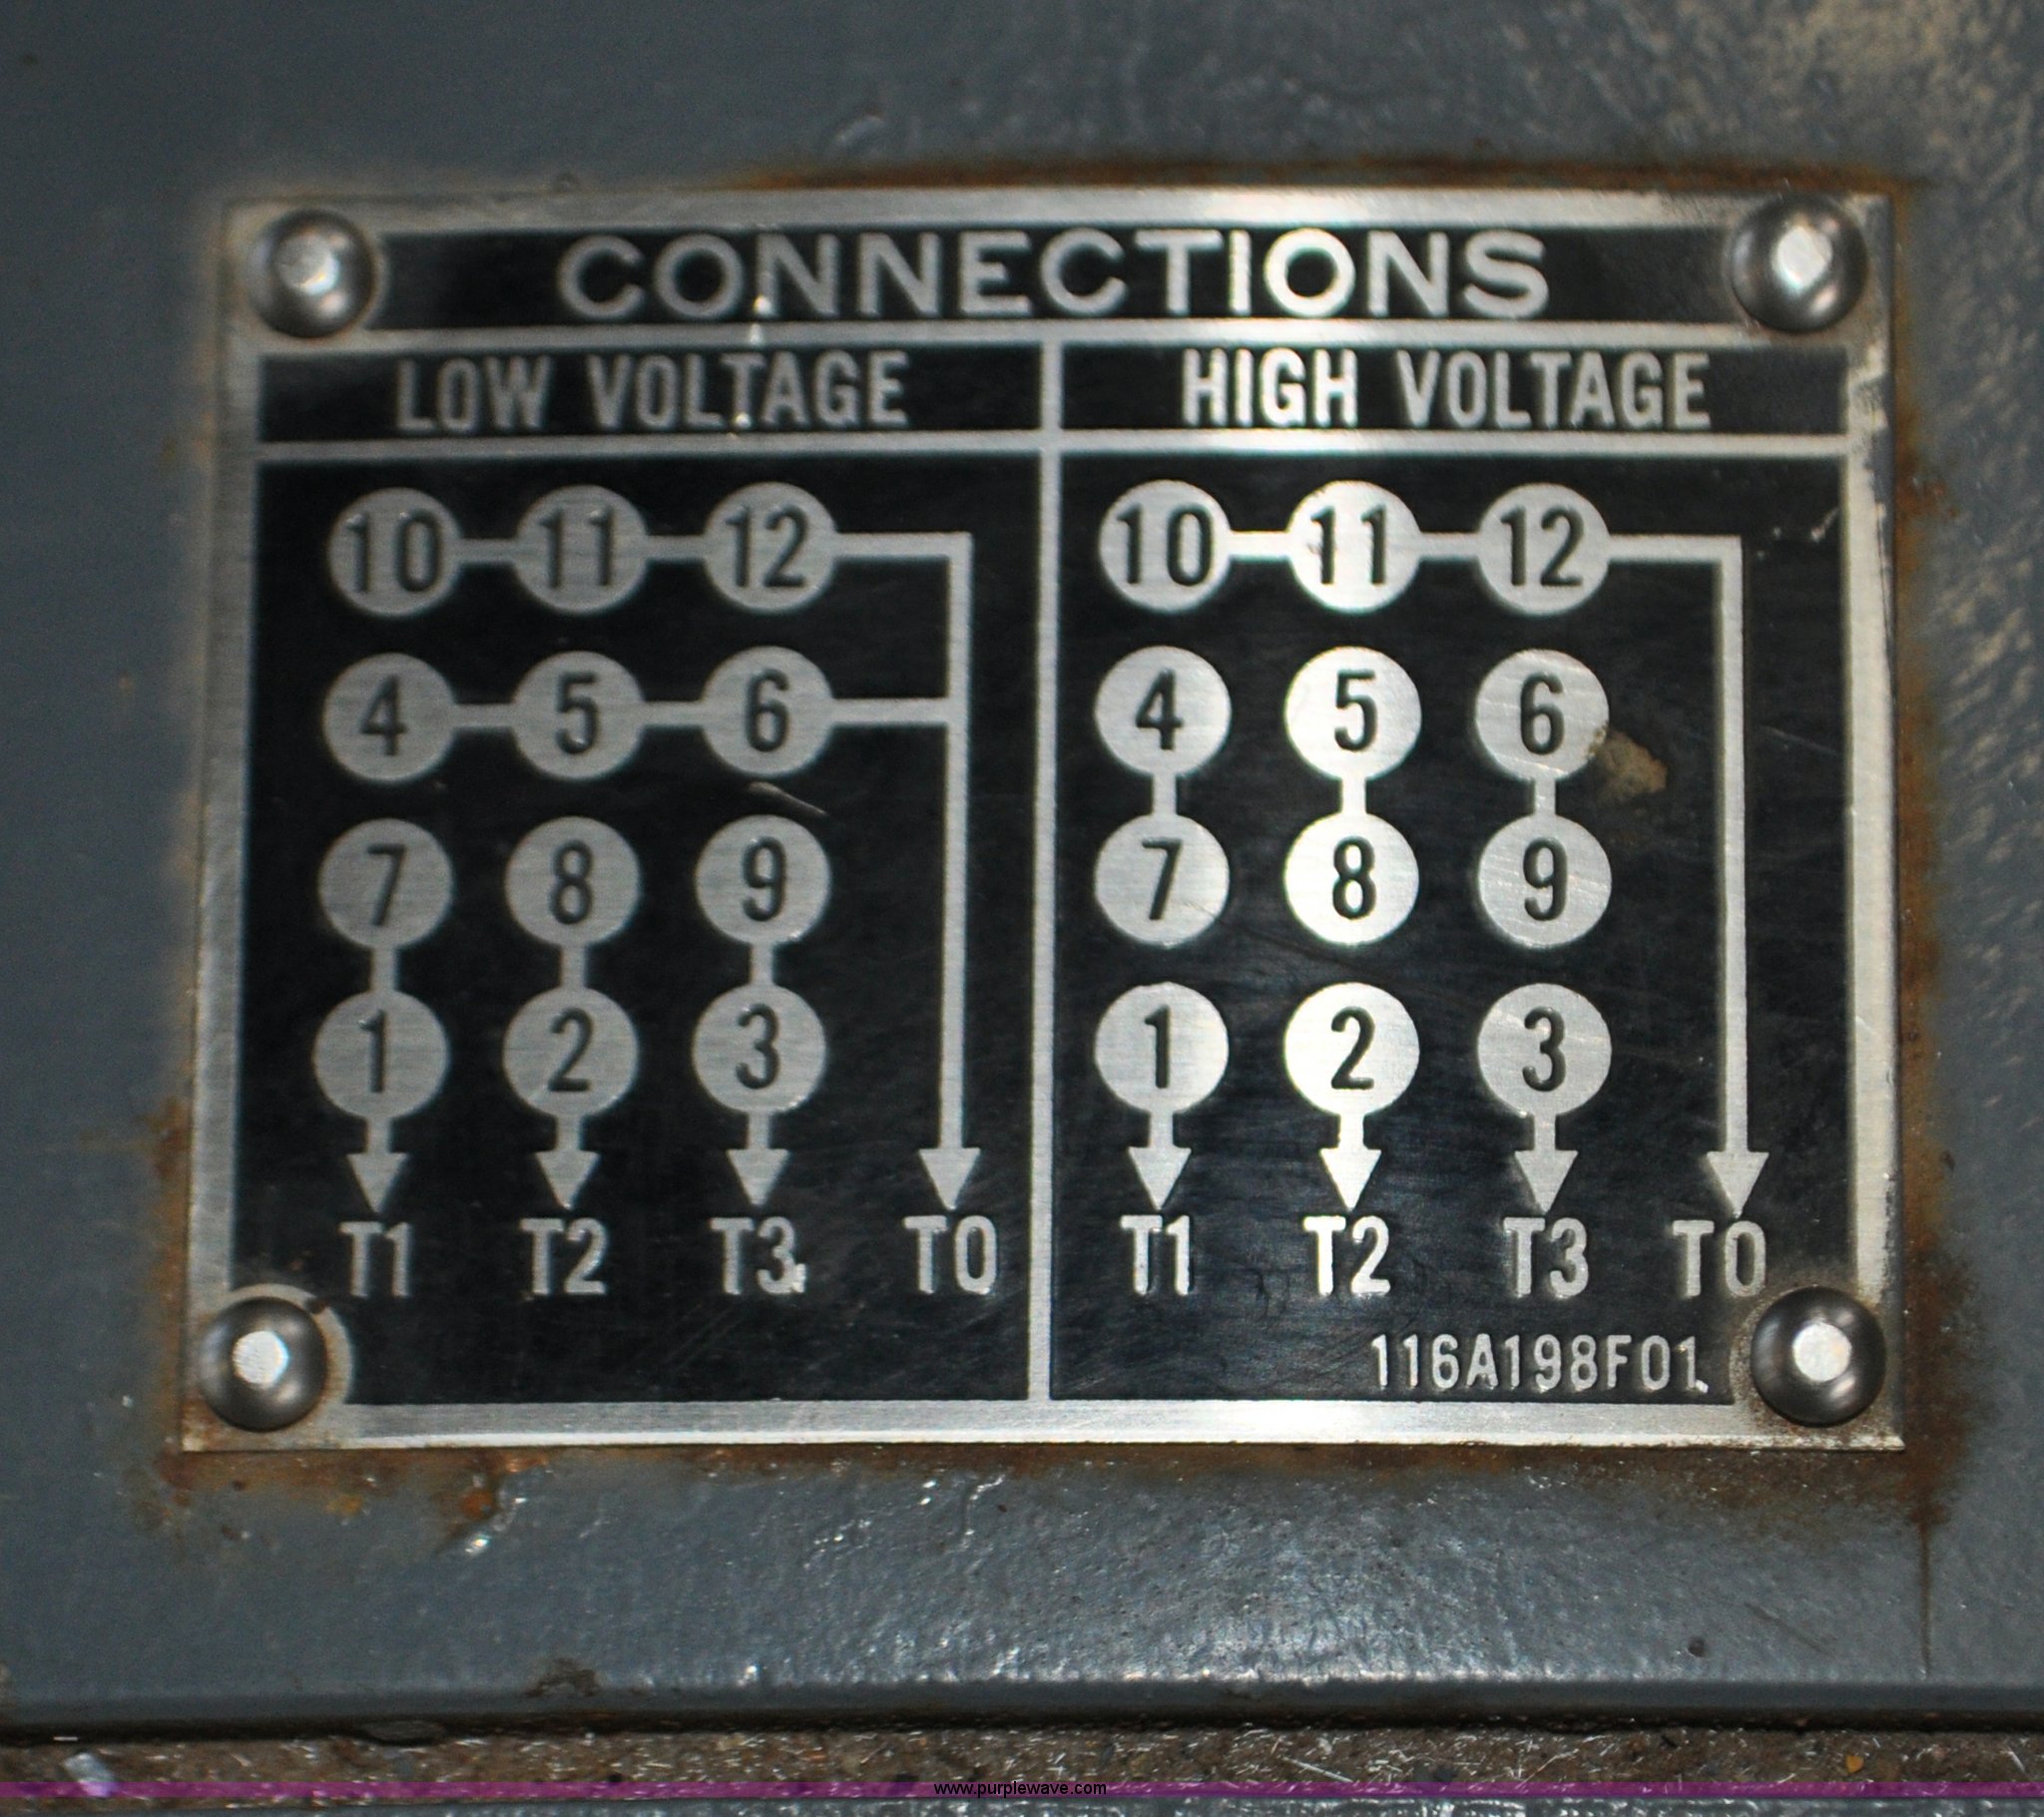 CONNECTIONS
LOW VOLTAGE
10 11 12
4 5 6
7 8 9
1 2 3
T1 T2 T3 T0
HIGH VOLTAGE
10 11 12
4 5 6
7 8 9
1 2 3
T1 T2 T3 T0
116A198F01
www.purplewave.com